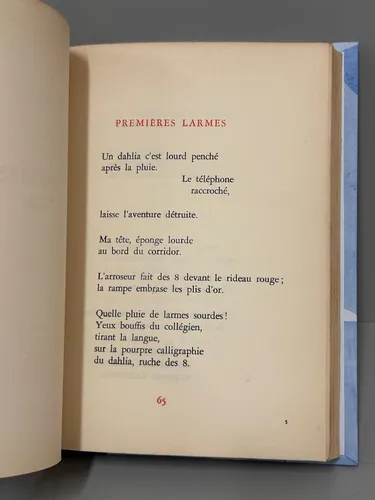 PREMIÈRES LARMES
Un dahlia c'est lourd penché
après la pluie.
Le téléphone
raccroché,
laisse l'aventure détruite.
Ma tête, éponge lourde
au bord du corridor.
L'arroseur fait des 8 devant le rideau rouge ;
la rampe embrase les plis d'or.
Quelle pluie de larmes sourdes !
Yeux bouffis du collégien,
tirant la langue,
sur la pourpre calligraphie
du dahlia, ruche des 8.
65
5